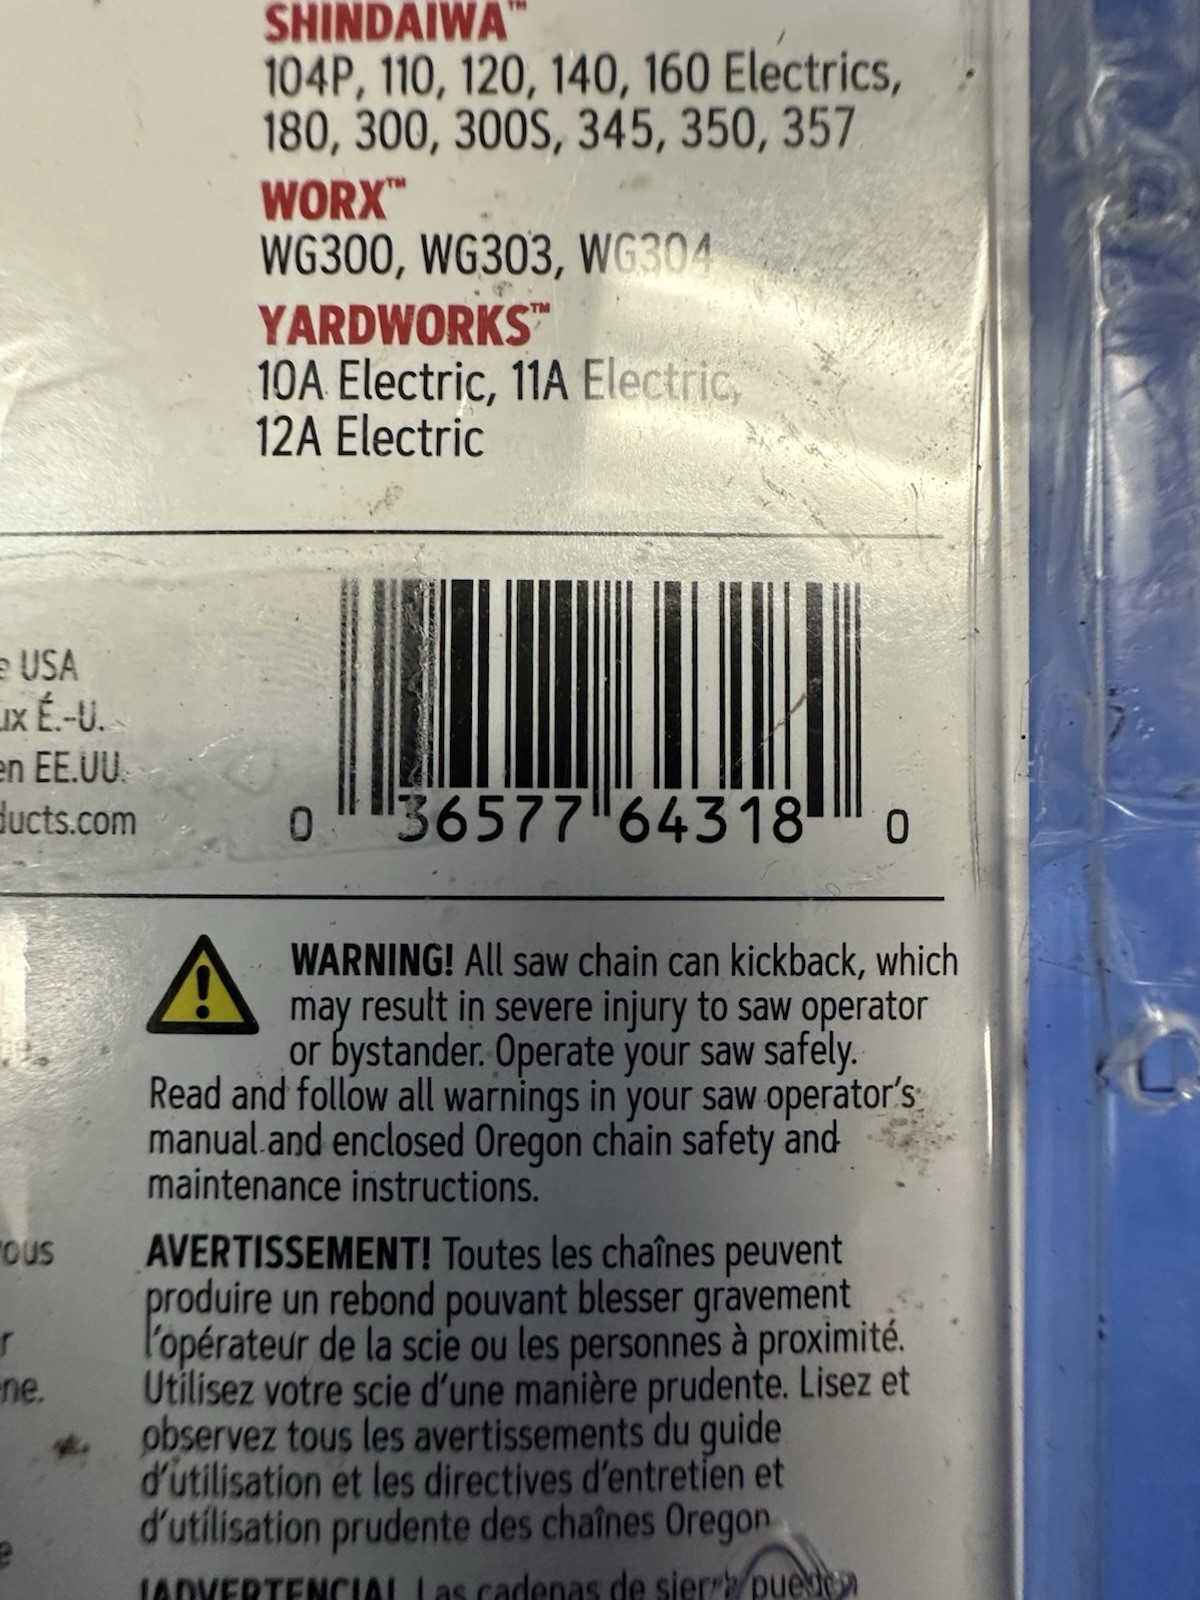 SHINDAIWA™
104P, 110, 120, 140, 160 Electrics,
180, 300, 300S, 345, 350, 357
WORX™
WG300, WG303, WG304
YARDWORKS™
10A Electric, 11A Electric,
12A Electric
USA
É.-U.
en EE.UU.
ducts.com
0 36577 64318 0
WARNING! All saw chain can kickback, which
may result in severe injury to saw operator
or bystander. Operate your saw safely.
Read and follow all warnings in your saw operator's
manual and enclosed Oregon chain safety and
maintenance instructions.
ous
AVERTISSEMENT! Toutes les chaînes peuvent
produire un rebond pouvant blesser gravement
l'opérateur de la scie ou les personnes à proximité.
ne.
Utilisez votre scie d'une manière prudente. Lisez et
observez tous les avertissements du guide
d'utilisation et les directives d'entretien et
d'utilisation prudente des chaînes Oregon
¡ADVERTENCIA! Las cadenas de sierra pueden